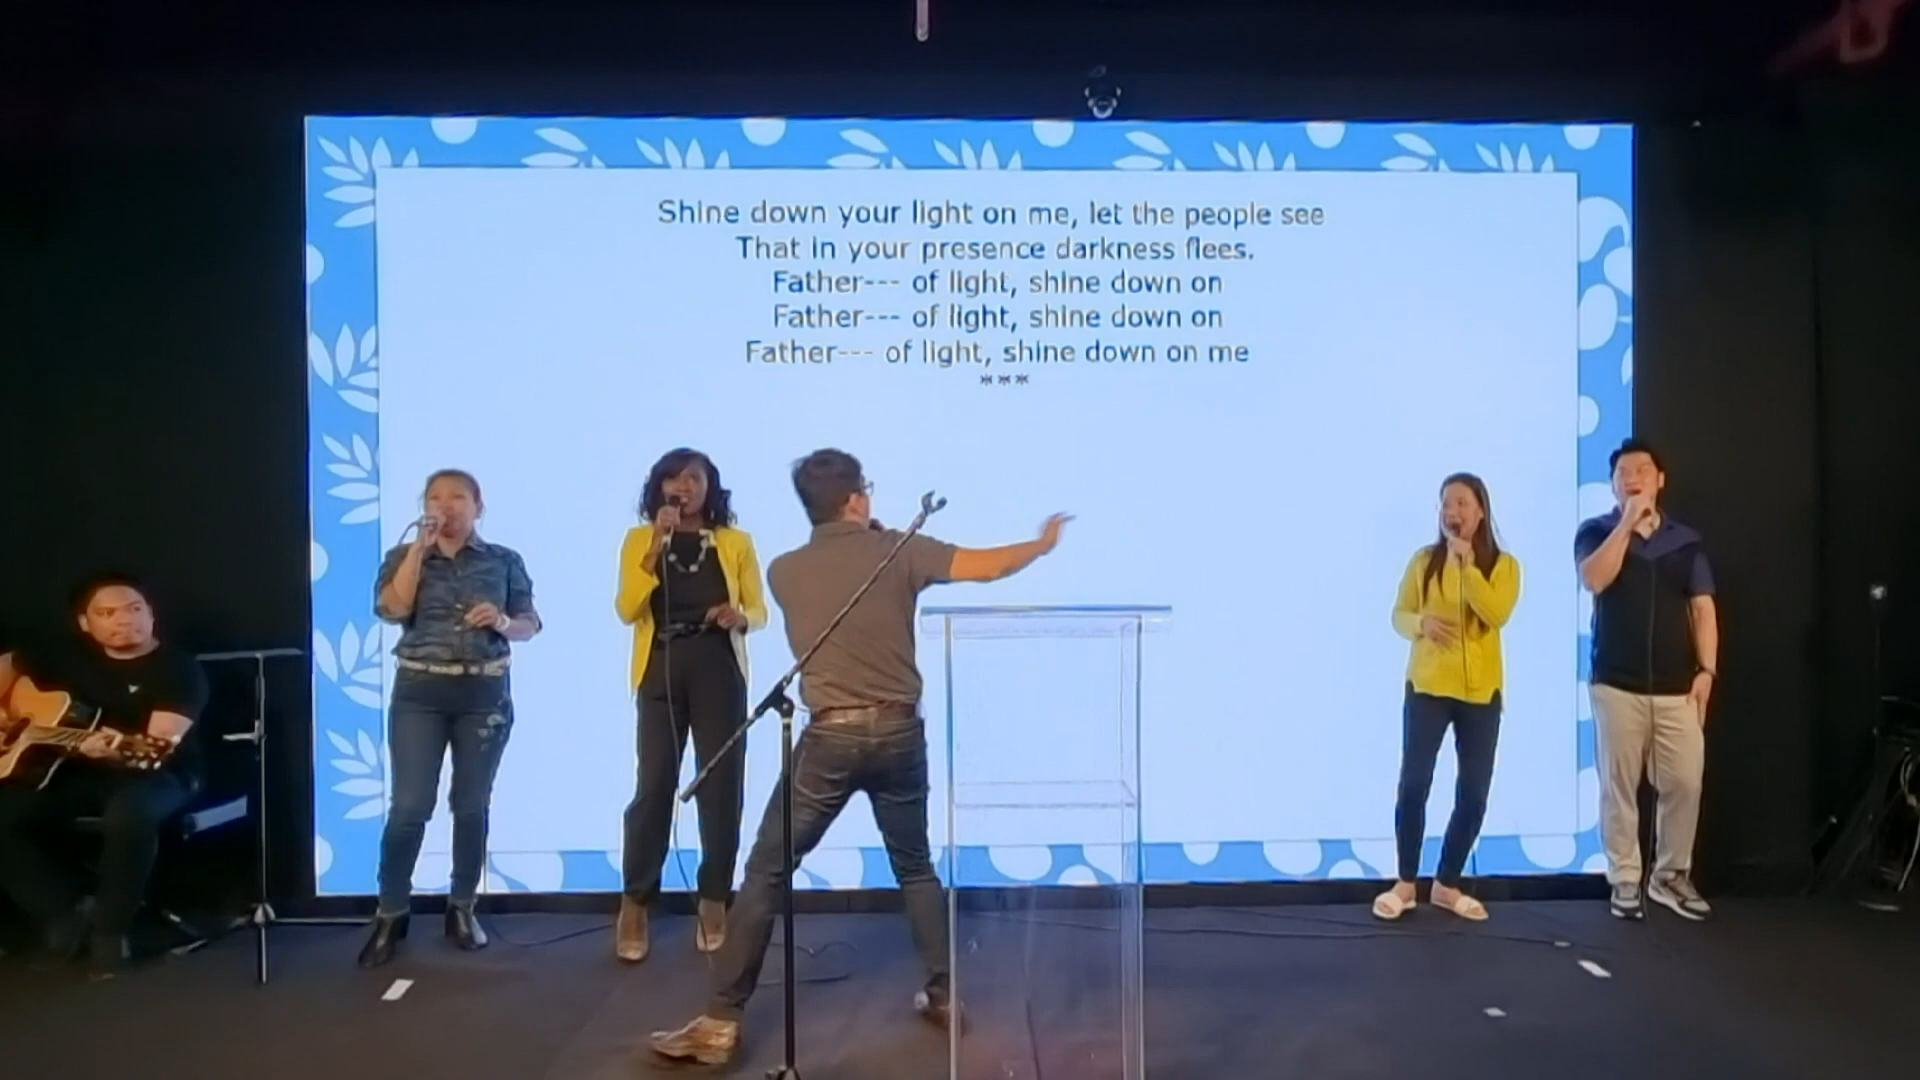 Shine down your light on me, let the people see
That in your presence darkness flees.
Father--- of light, shine down on
Father--- of light, shine down on
Father--- of light, shine down on me
***